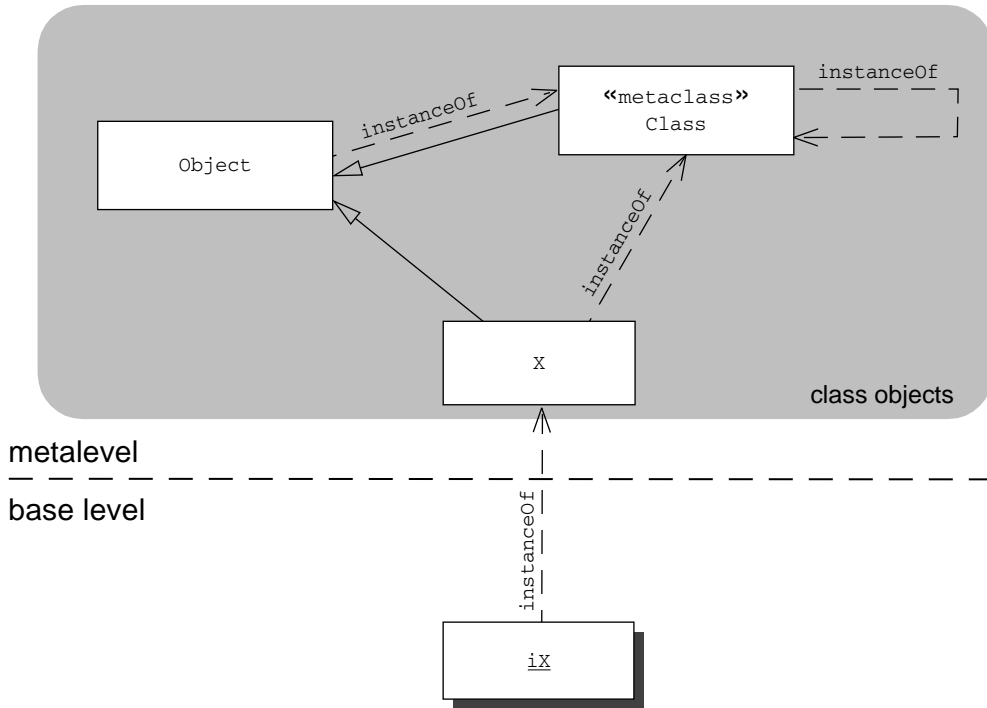 instanceOf
«metaclass»
Class
instanceOf
Object
instanceOf
X
class objects
metalevel
base level
instanceOf
iX